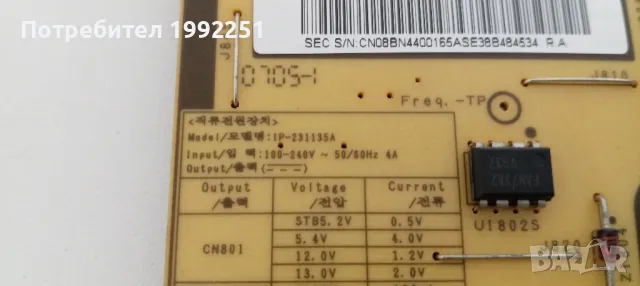 Потребител 1992251
SEC S/N:CN08BN4400165ASE38B484534 R.A.
0705-1
J810
Freq. -TP
<직류전원장치>
Model/모델명:IP-231135A
Input/입 력:100-240V ~ 50/60Hz 4A
Output/출력(
Output/출력 Voltage/전압 Current/전류
CN801
STB5.2V 0.5V
5.4V 4.0V
12.0V 1.2V
13.0V 2.0V
UI802S
bazar